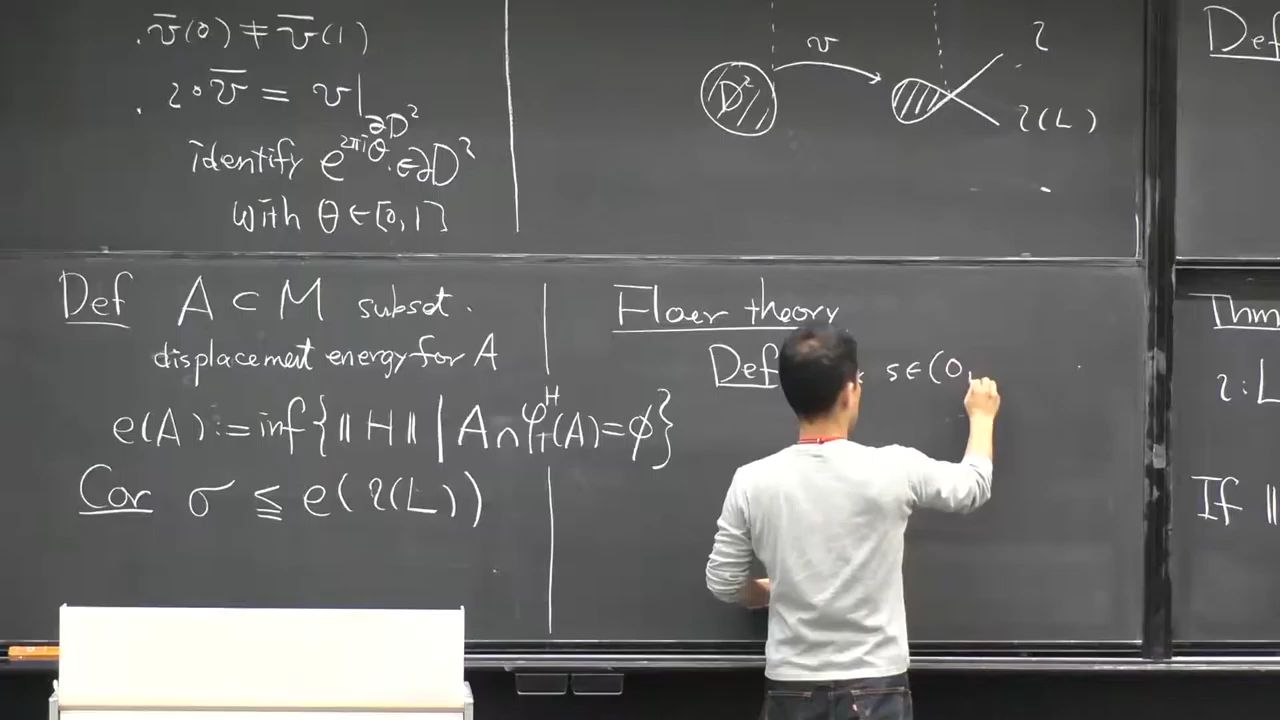 . v̄(0) ≠ v̄(1)
. ι∘v̄ = v|∂D²
identify e^{2πiθ} ∈ ∂D²
with θ ∈ [0,1]
v
D²
ι
ι(L)
Def
Def A ⊂ M subset.
displacement energy for A
e(A) := inf{‖H‖ | A ∩ φ₁ᴴ(A) = ∅}
Cor σ ≦ e(ι(L))
Floer theory
Def s ∈ (0,
Thm
ι: L
If ‖